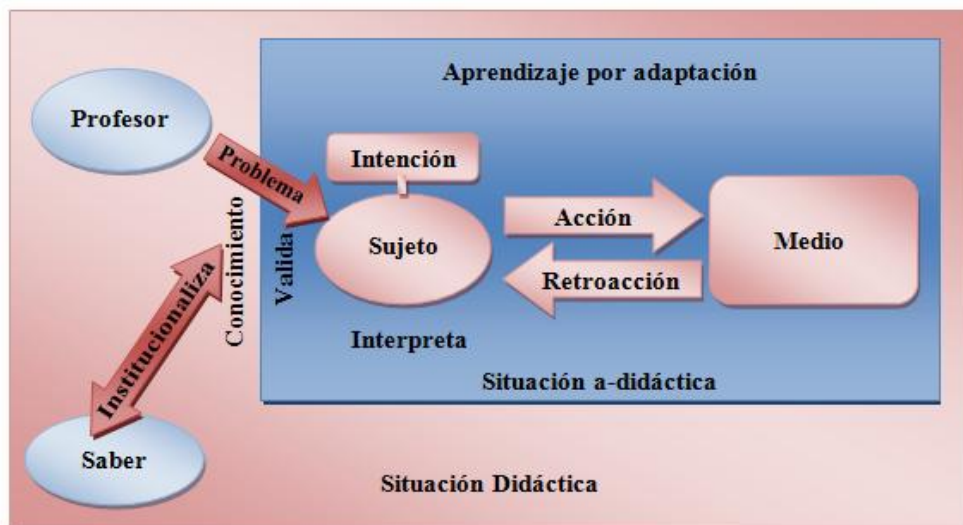 Aprendizaje por adaptación
Profesor
Problema
Intención
Conocimiento
Valida
Sujeto
Acción
Medio
Retroacción
Institucionaliza
Interpreta
Situación a-didáctica
Saber
Situación Didáctica